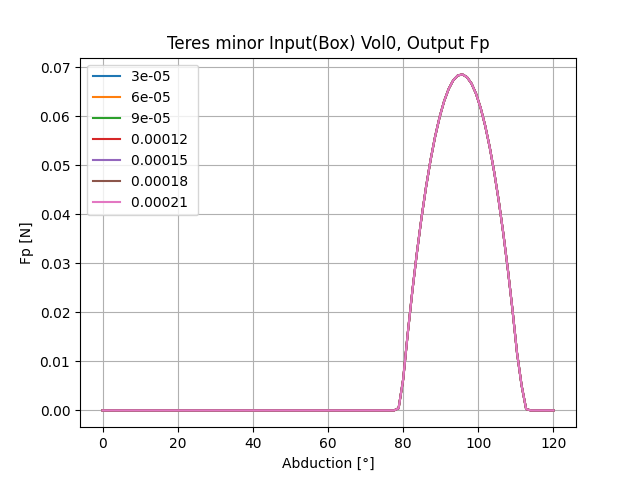 Teres minor Input(Box) Vol0, Output Fp
3e-05
6e-05
9e-05
0.00012
0.00015
0.00018
0.00021
0.07
0.06
0.05
0.04
0.03
0.02
0.01
0.00
Fp [N]
0 20 40 60 80 100 120
Abduction [°]